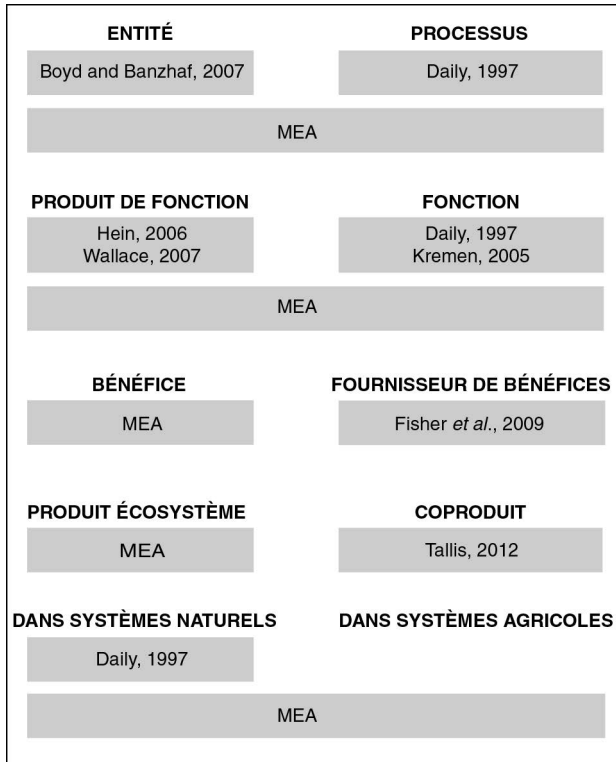 ENTITÉ
PROCESSUS
Boyd and Banzhaf, 2007
Daily, 1997
MEA
PRODUIT DE FONCTION
FONCTION
Hein, 2006
Wallace, 2007
Daily, 1997
Kremen, 2005
MEA
BÉNÉFICE
FOURNISSEUR DE BÉNÉFICES
MEA
Fisher et al., 2009
PRODUIT ÉCOSYSTÈME
COPRODUIT
MEA
Tallis, 2012
DANS SYSTÈMES NATURELS
DANS SYSTÈMES AGRICOLES
Daily, 1997
MEA